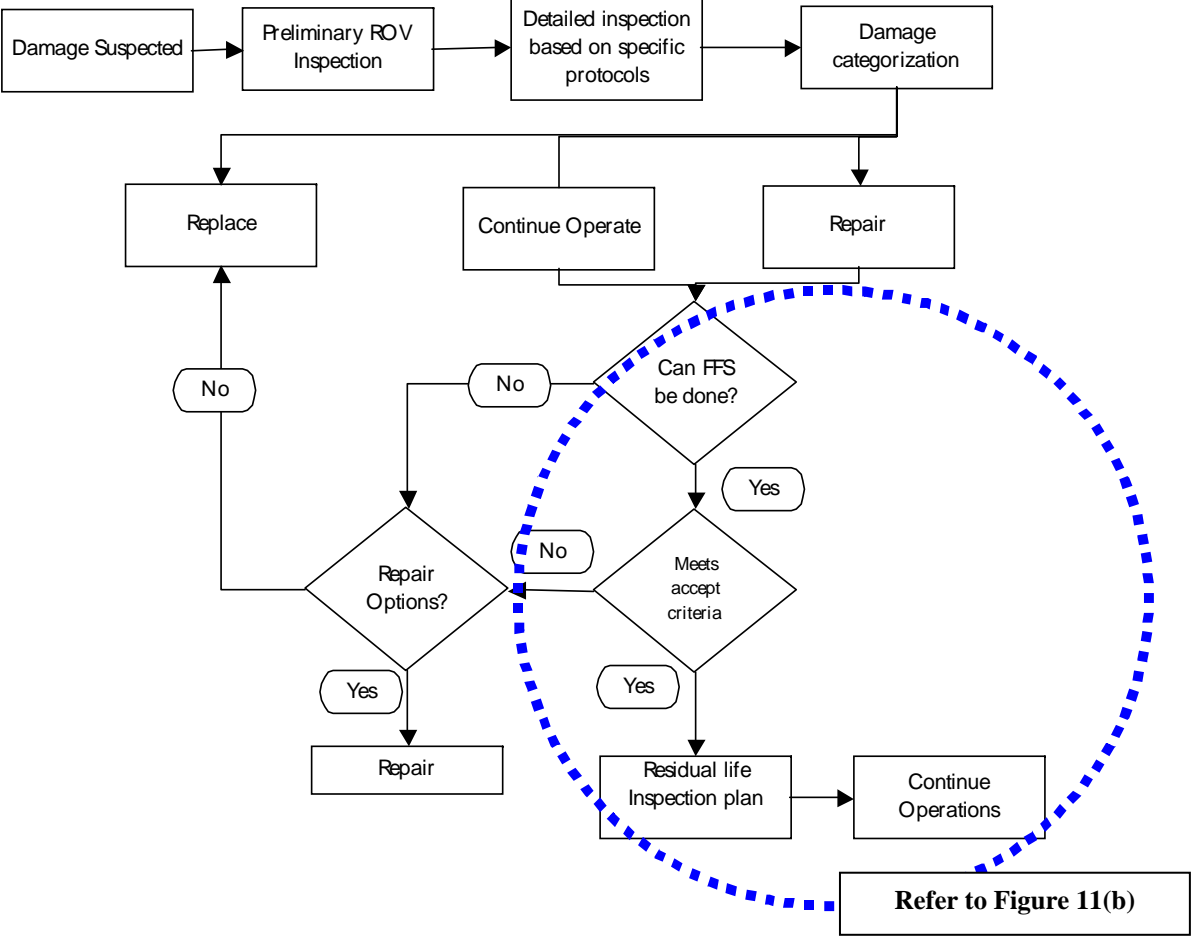 Damage Suspected
Preliminary ROV
Inspection
Detailed inspection
based on specific
protocols
Damage
categorization
Replace
Continue Operate
Repair
Can FFS
be done?
No
No
Yes
Repair
Options?
No
Meets
accept
criteria
Yes
Yes
Repair
Residual life
Inspection plan
Continue
Operations
Refer to Figure 11(b)